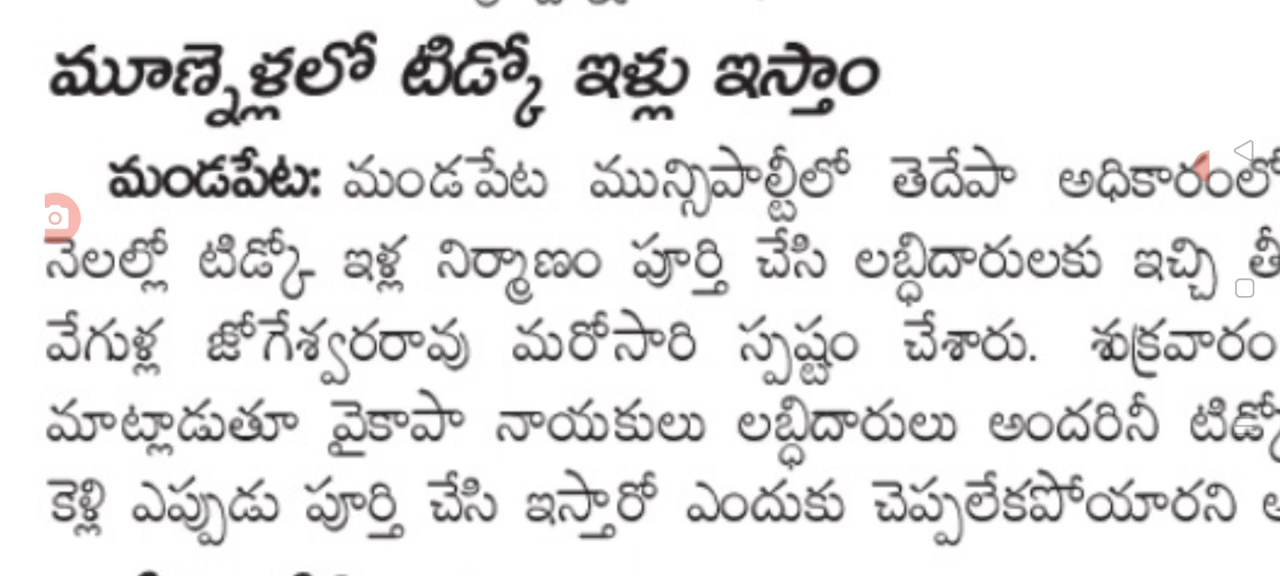 మూణ్నెళ్లలో టిడ్కో ఇళ్లు ఇస్తాం
మండపేట: మండపేట మున్సిపాల్టీలో తెదేపా అధికారంలో
నెలల్లో టిడ్కో ఇళ్ల నిర్మాణం పూర్తి చేసి లబ్ధిదారులకు ఇచ్చి
వేగుళ్ల జోగేశ్వరరావు మరోసారి స్పష్టం చేశారు. శుక్రవారం
మాట్లాడుతూ వైకాపా నాయకులు లబ్ధిదారులు అందరినీ టిడ్కో
కెళ్లి ఎప్పుడు పూర్తి చేసి ఇస్తారో ఎందుకు చెప్పలేకపోయారని